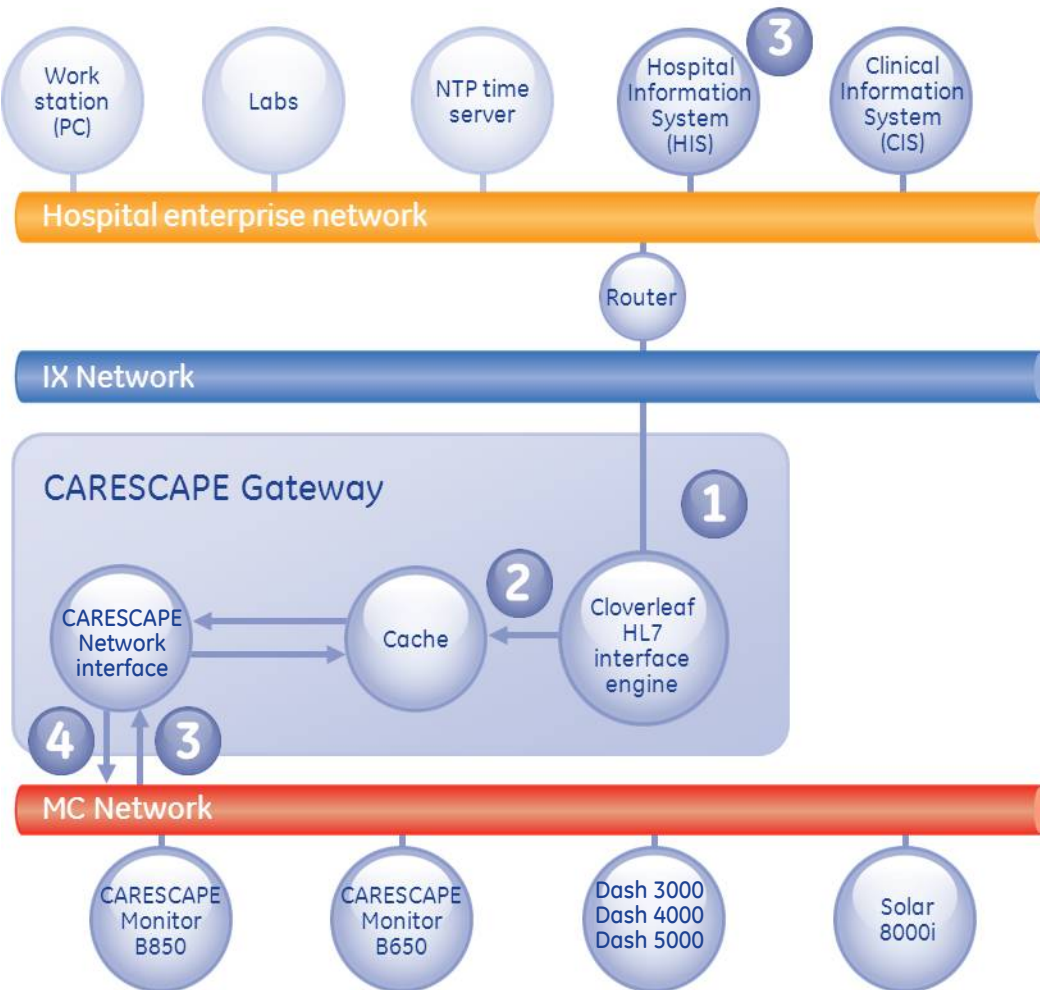 Work
station
(PC)
Labs
NTP time
server
Hospital
Information
System
(HIS)
3
Clinical
Information
System
(CIS)
Hospital enterprise network
Router
IX Network
CARESCAPE Gateway
1
2
CARESCAPE
Network
interface
Cache
Cloverleaf
HL7
interface
engine
4
3
MC Network
CARESCAPE
Monitor
B850
CARESCAPE
Monitor
B650
Dash 3000
Dash 4000
Dash 5000
Solar
8000i